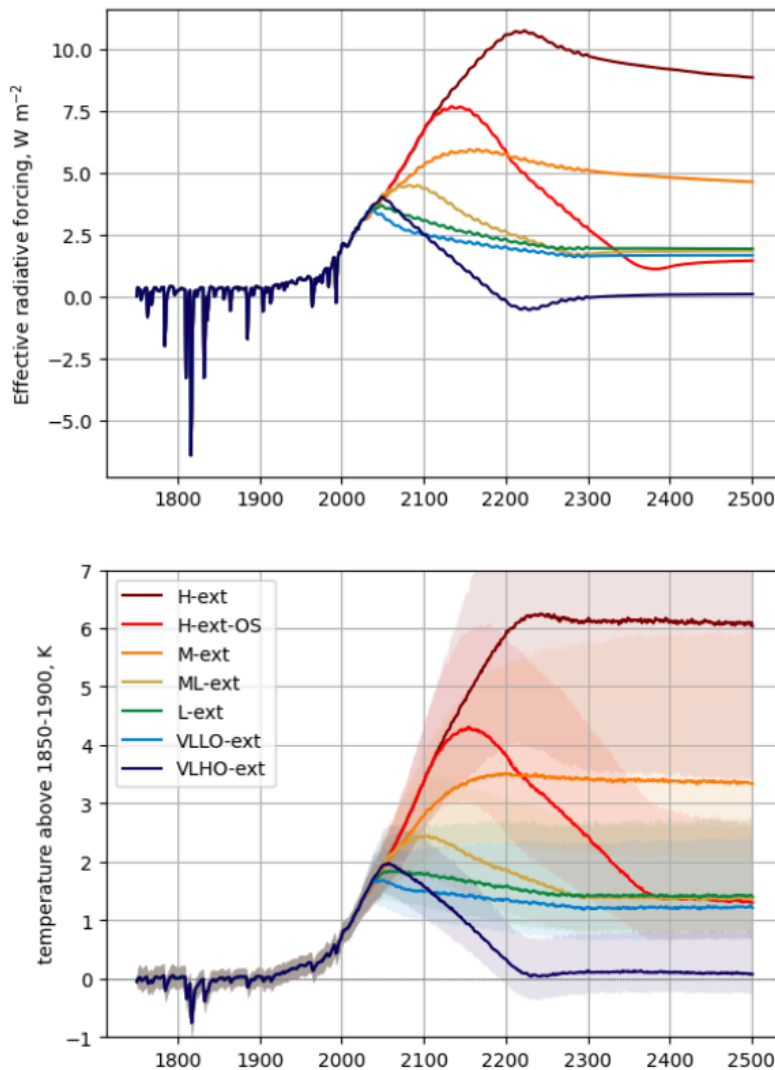 Effective radiative forcing, W m⁻²
10.0
7.5
5.0
2.5
0.0
−2.5
−5.0
1800 1900 2000 2100 2200 2300 2400 2500
temperature above 1850-1900, K
7
6
5
4
3
2
1
0
−1
H-ext
H-ext-OS
M-ext
ML-ext
L-ext
VLLO-ext
VLHO-ext
1800 1900 2000 2100 2200 2300 2400 2500